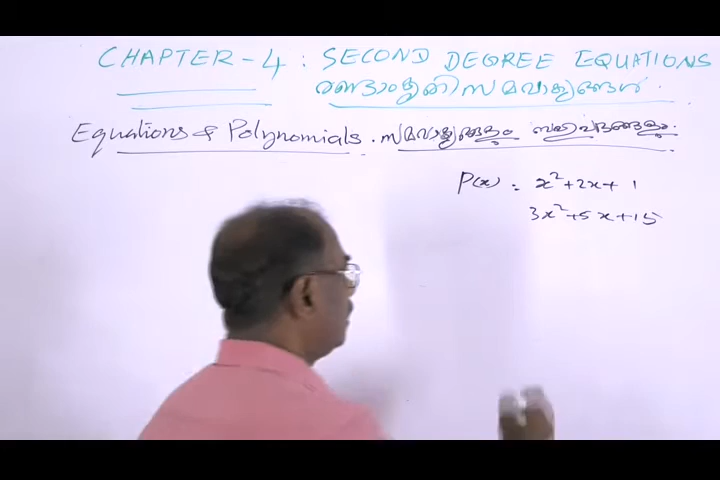 CHAPTER-4 : SECOND DEGREE EQUATIONS
രണ്ടാംകൃതി സമവാക്യങ്ങൾ.
Equations & Polynomials . സമവാക്യങ്ങളും ബഹുപദങ്ങളും.
P(x) = x²+2x+1
3x²+5x+15